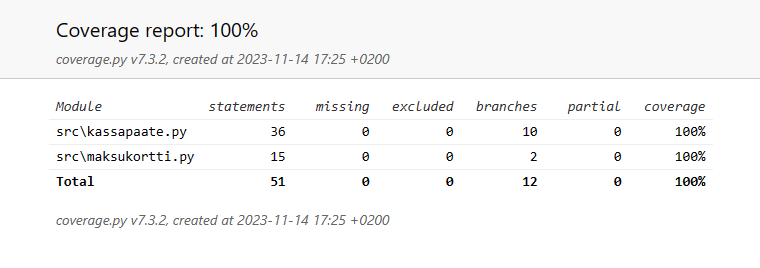 Coverage report: 100%
coverage.py v7.3.2, created at 2023-11-14 17:25 +0200
Module statements missing excluded branches partial coverage
src\kassapaate.py 36 0 0 10 0 100%
src\maksukortti.py 15 0 0 2 0 100%
Total 51 0 0 12 0 100%
coverage.py v7.3.2, created at 2023-11-14 17:25 +0200